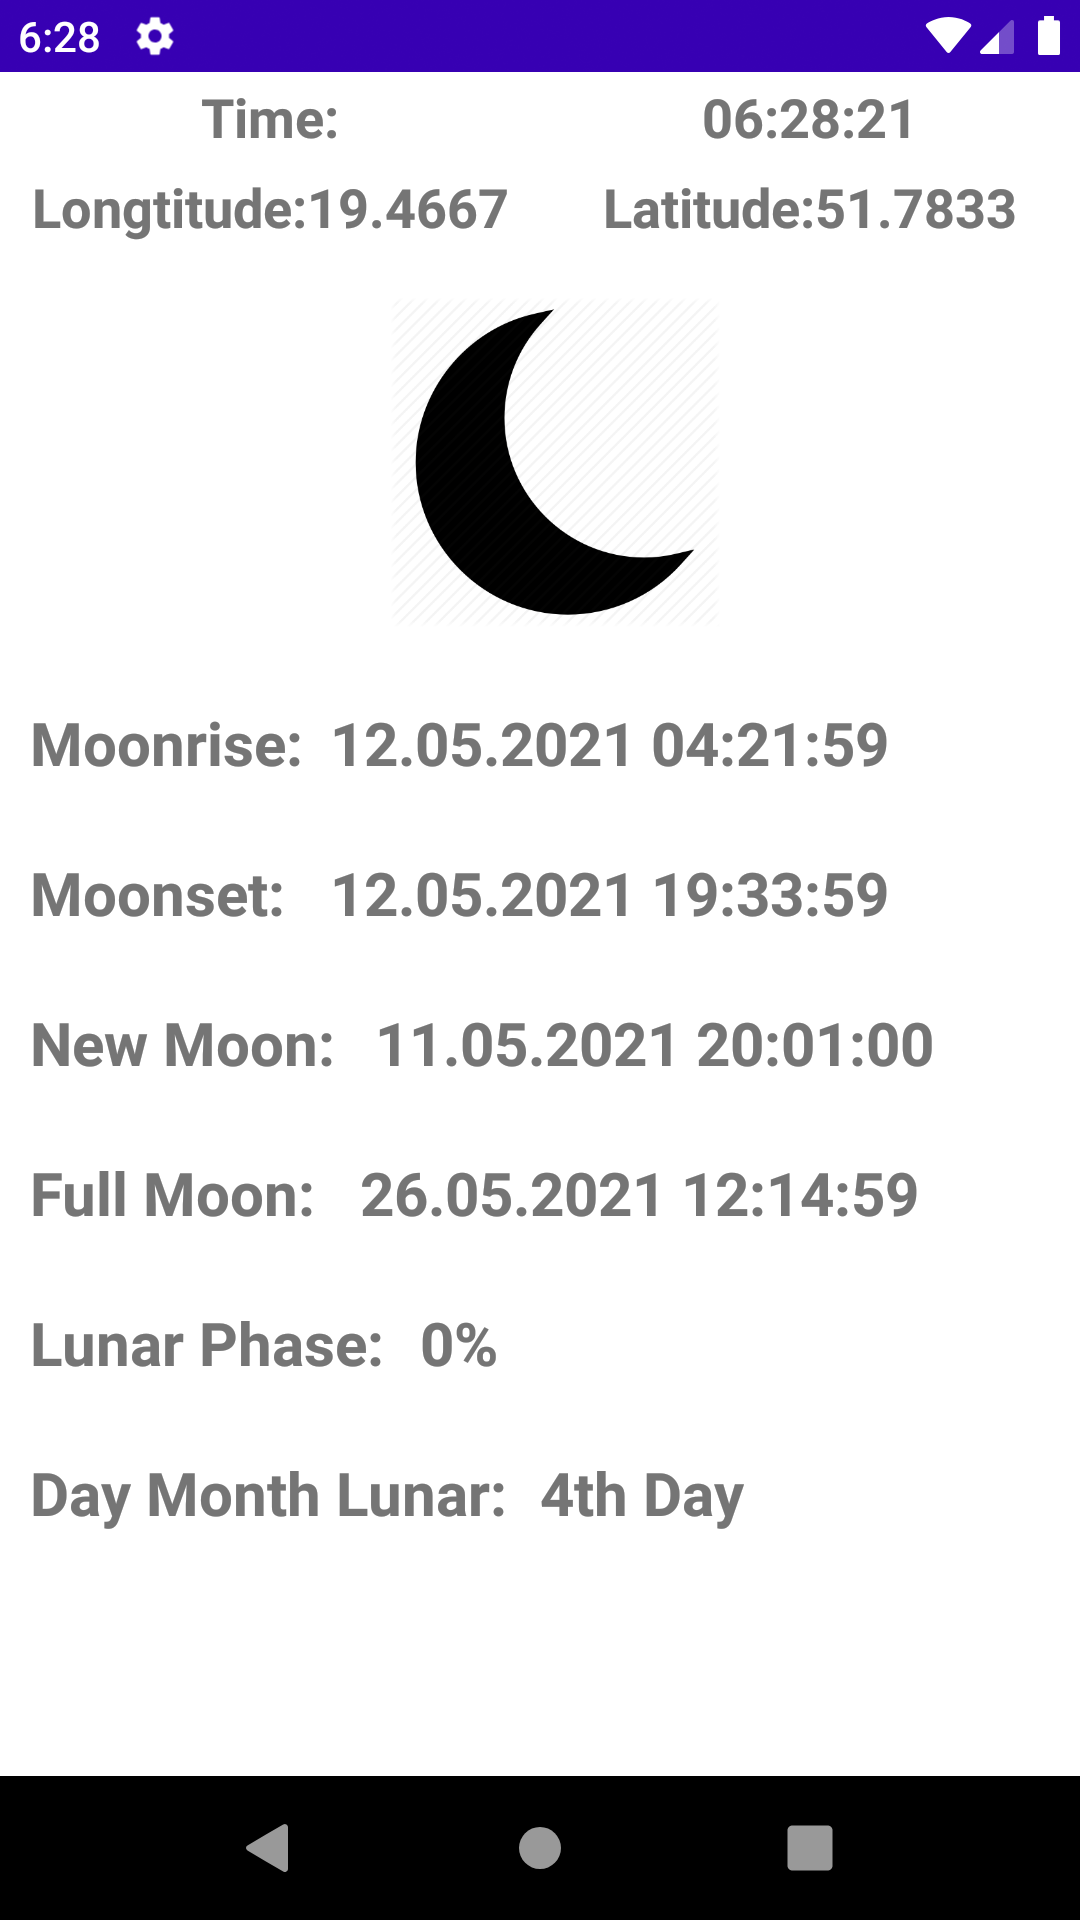 6:28
Time: 06:28:21
Longtitude:19.4667 Latitude:51.7833
Moonrise: 12.05.2021 04:21:59
Moonset: 12.05.2021 19:33:59
New Moon: 11.05.2021 20:01:00
Full Moon: 26.05.2021 12:14:59
Lunar Phase: 0%
Day Month Lunar: 4th Day